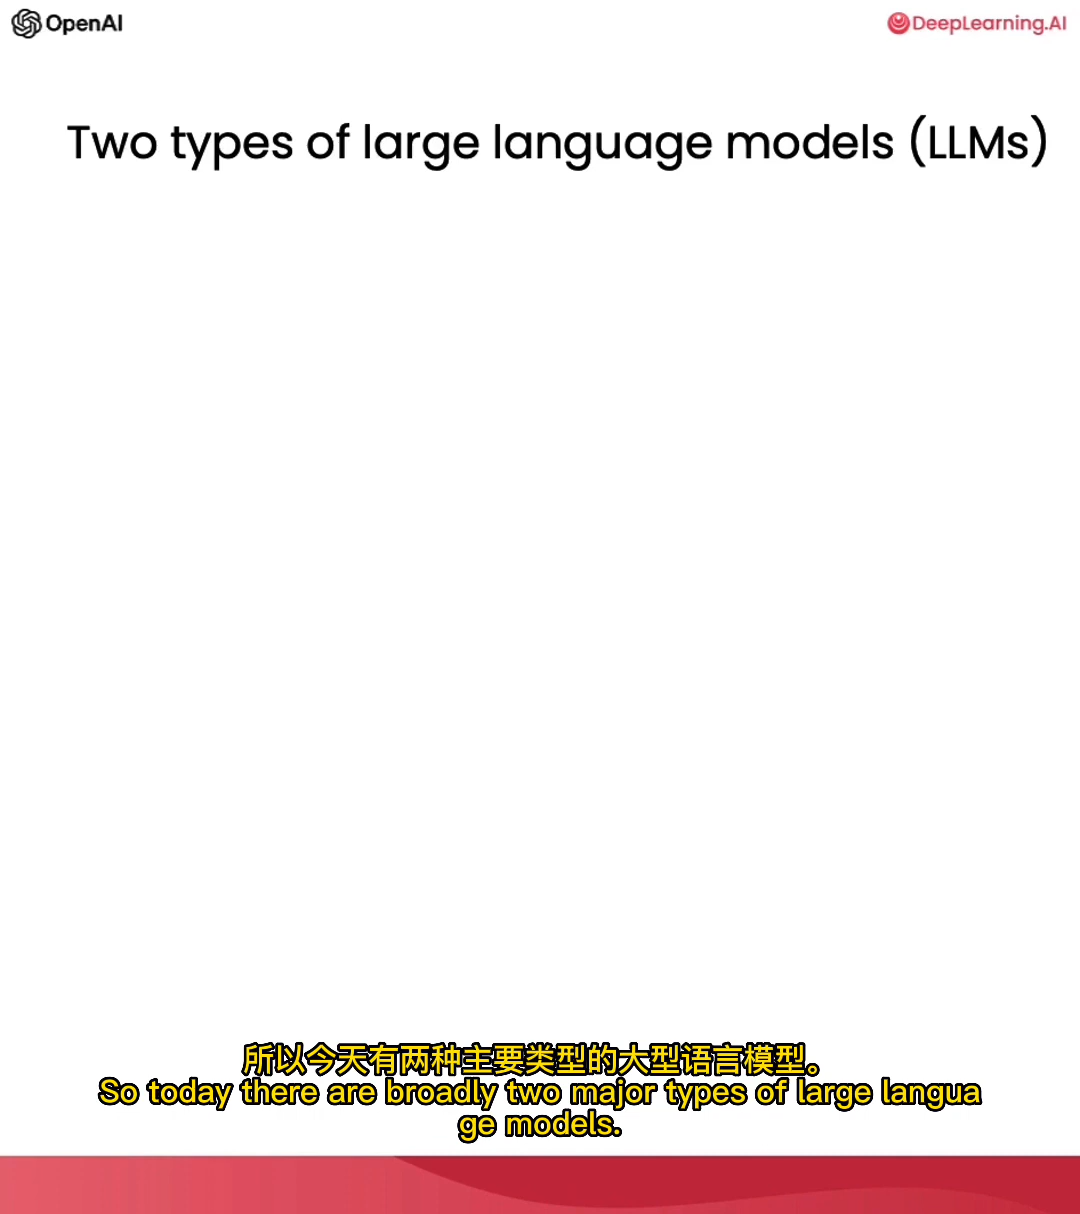 OpenAI
DeepLearning.AI
Two types of large language models (LLMs)
所以今天有两种主要类型的大型语言模型。
So today there are broadly two major types of large langua
ge models.